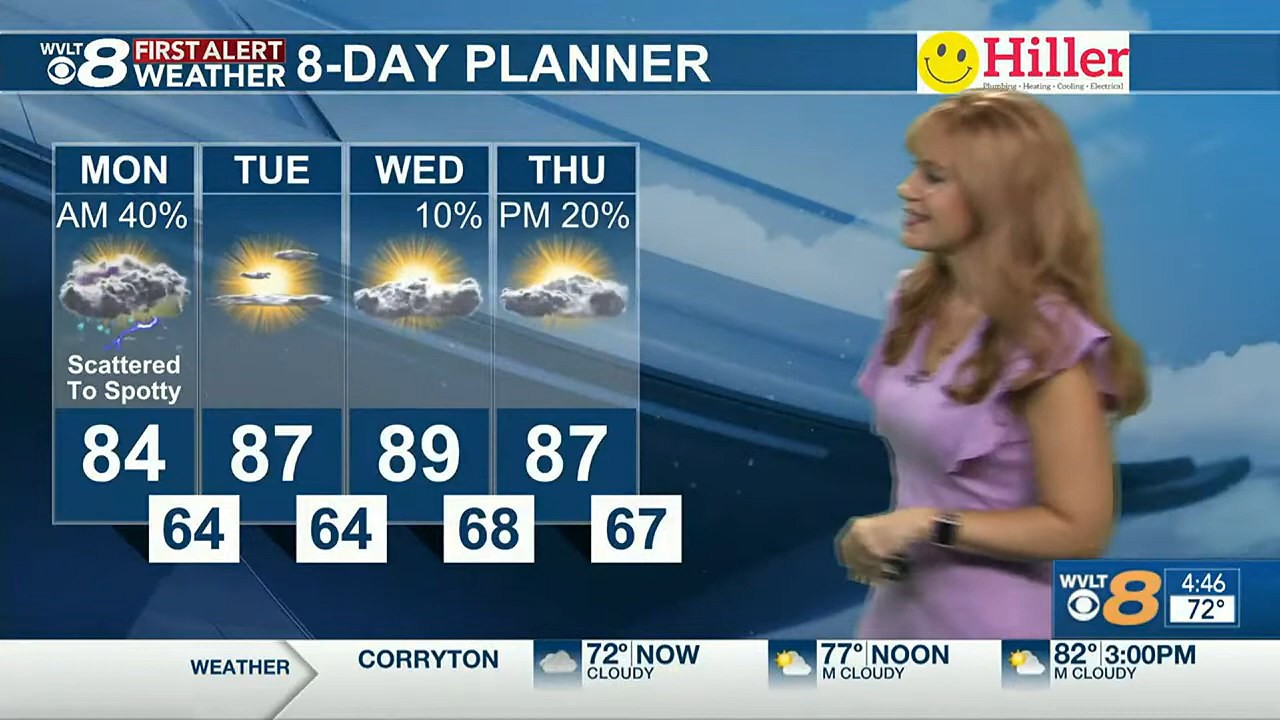 WVLT 8 FIRST ALERT WEATHER
8-DAY PLANNER
Hiller
Plumbing • Heating • Cooling • Electrical
MON TUE WED THU
AM 40% 10% PM 20%
Scattered
To Spotty
84 87 89 87
64 64 68 67
WVLT 8 4:46
72°
WEATHER CORRYTON 72° NOW 77° NOON 82° 3:00PM
CLOUDY M CLOUDY M CLOUDY